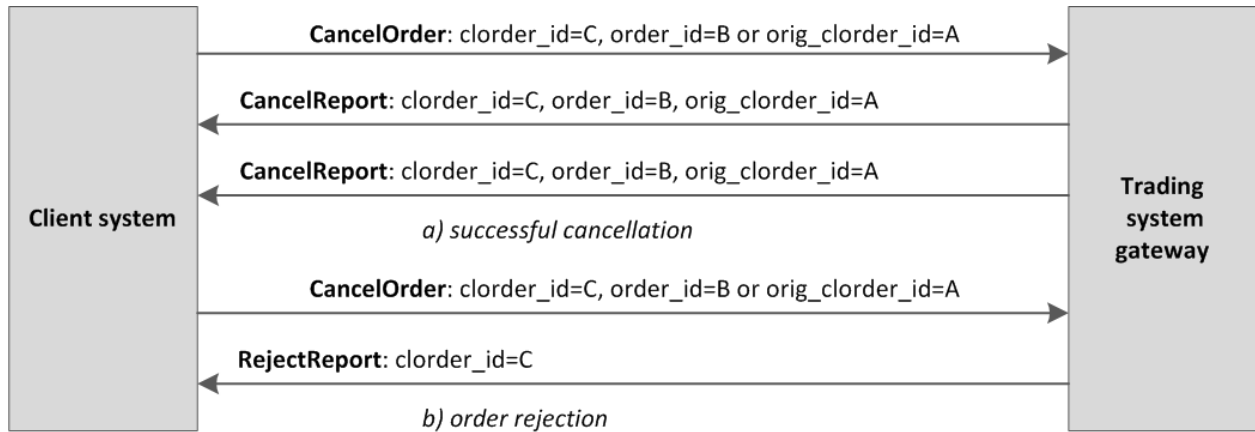 CancelOrder: clorder_id=C, order_id=B or orig_clorder_id=A
CancelReport: clorder_id=C, order_id=B, orig_clorder_id=A
CancelReport: clorder_id=C, order_id=B, orig_clorder_id=A
Client system
Trading
system
gateway
a) successful cancellation
CancelOrder: clorder_id=C, order_id=B or orig_clorder_id=A
RejectReport: clorder_id=C
b) order rejection